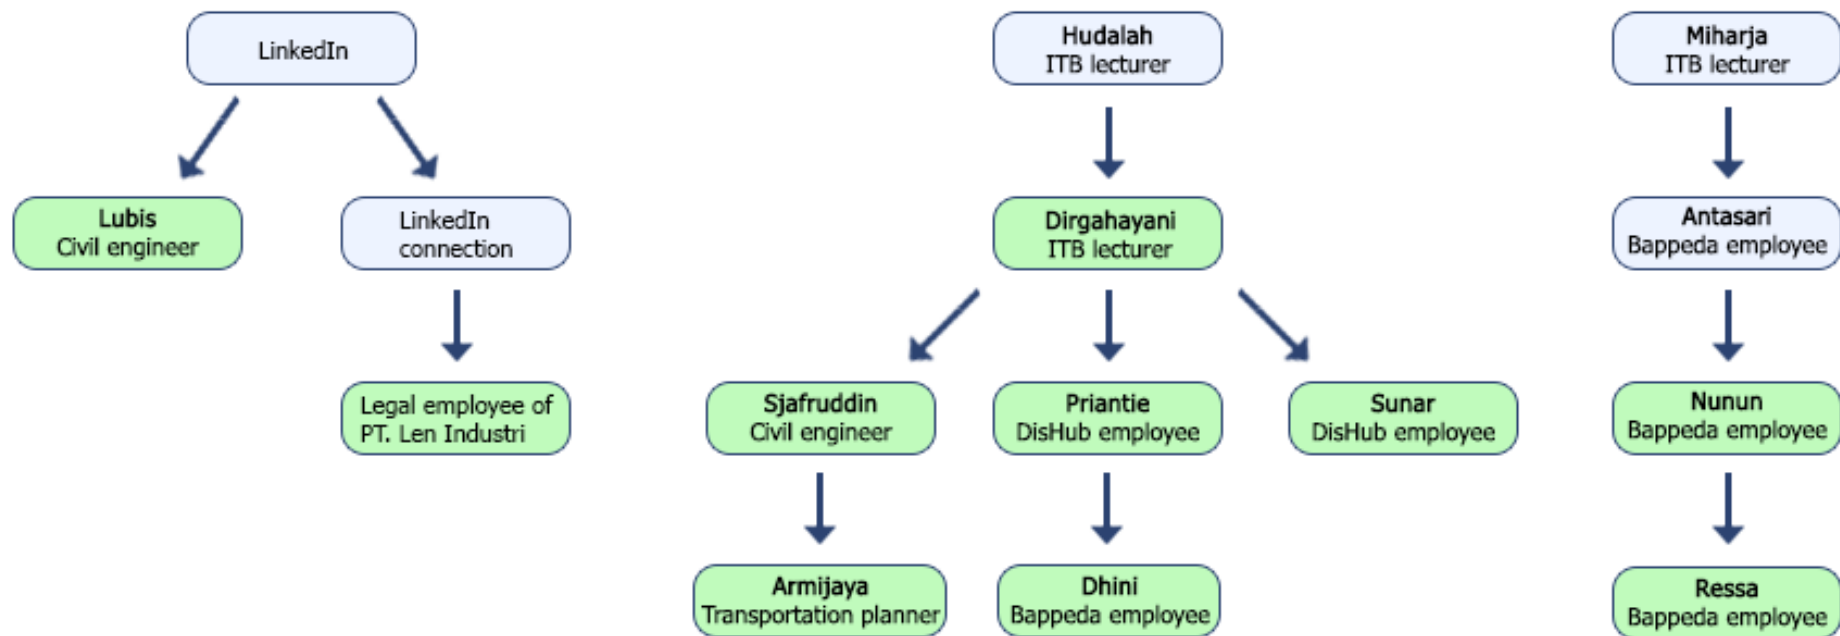 LinkedIn
Hudalah
ITB lecturer
Miharja
ITB lecturer
Lubis
Civil engineer
LinkedIn
connection
Dirgahayani
ITB lecturer
Antasari
Bappeda employee
Legal employee of
PT. Len Industri
Sjafruddin
Civil engineer
Priantie
DisHub employee
Sunar
DisHub employee
Nunun
Bappeda employee
Armijaya
Transportation planner
Dhini
Bappeda employee
Ressa
Bappeda employee